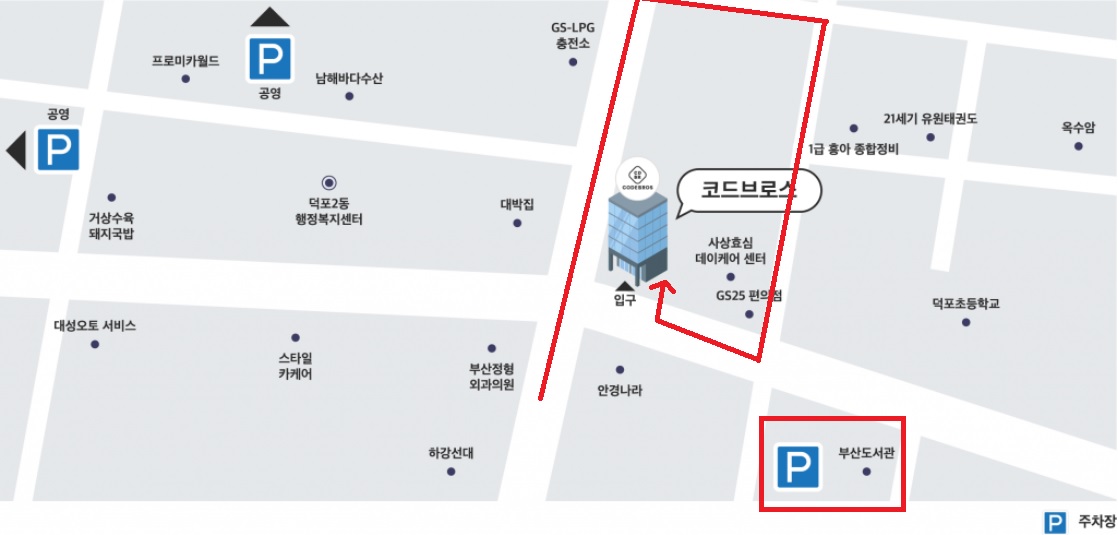 GS-LPG
충전소
프로미카월드
P
공영
남해바다수산
공영
P
21세기 유원태권도
옥수암
1급 흥아 종합정비
CODEBROS
코드브로스
덕포2동
행정복지센터
거상수육
돼지국밥
대박집
사상효심
데이케어 센터
GS25 편의점
입구
덕포초등학교
대성오토 서비스
스타일
카케어
부산정형
외과의원
안경나라
하강선대
P
부산도서관
P 주차장